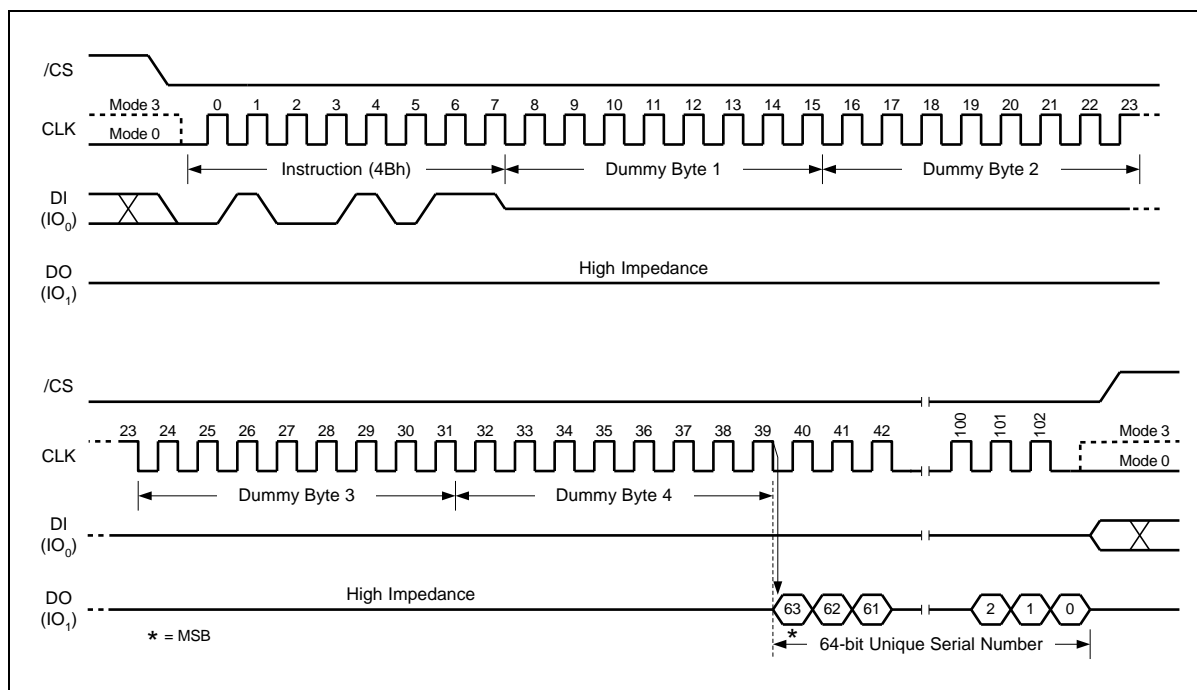 /CS
Mode 3 0 1 2 3 4 5 6 7 8 9 10 11 12 13 14 15 16 17 18 19 20 21 22 23
CLK Mode 0
Instruction (4Bh) Dummy Byte 1 Dummy Byte 2
DI
(IO0)
High Impedance
DO
(IO1)
/CS
23 24 25 26 27 28 29 30 31 32 33 34 35 36 37 38 39 40 41 42 100 101 102 Mode 3
CLK Mode 0
Dummy Byte 3 Dummy Byte 4
DI
(IO0)
High Impedance
DO 63 62 61 2 1 0
(IO1)
* = MSB * 64-bit Unique Serial Number